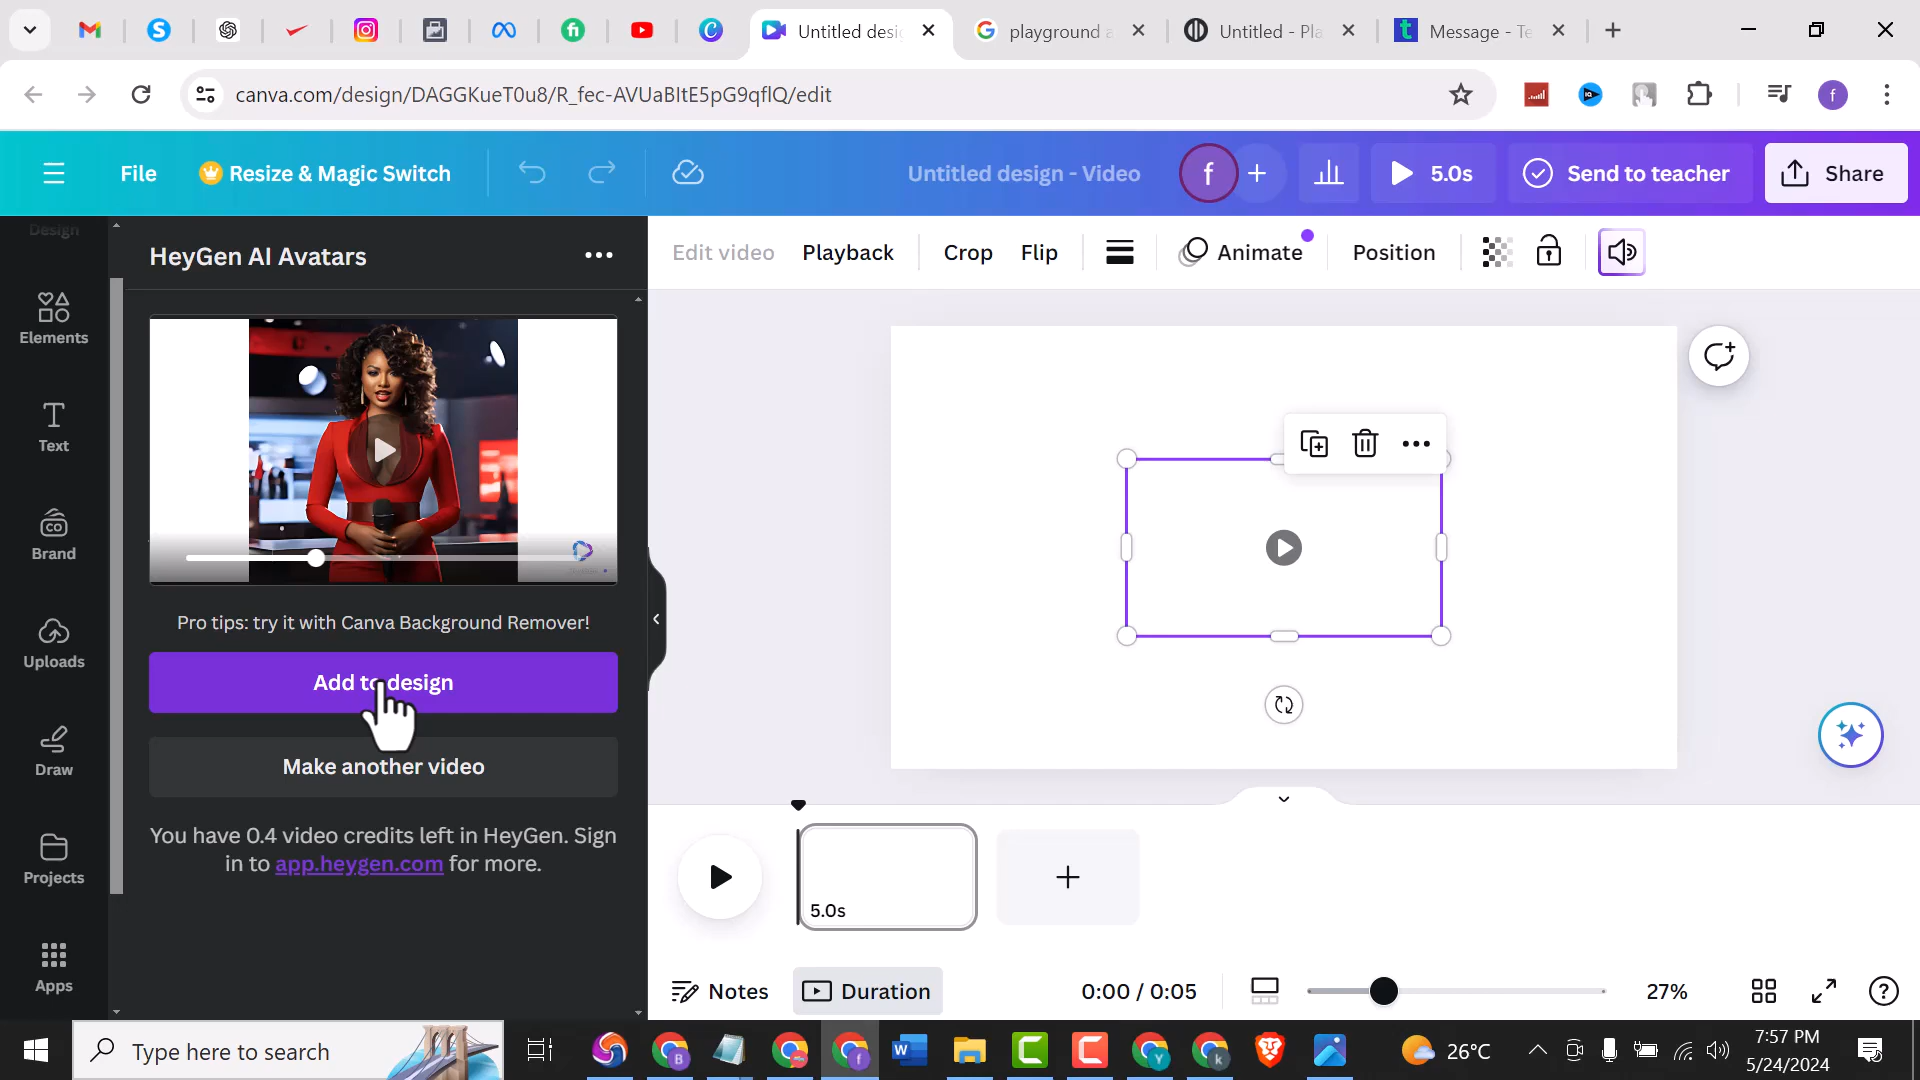 Untitled desi
playground a
Untitled - Pla
Message - Te
canva.com/design/DAGGKueT0u8/R_fec-AVUaBItE5pG9qflQ/edit
f
File
Resize & Magic Switch
Untitled design - Video
f
5.0s
Send to teacher
Share
Design
Elements
Text
Brand
Uploads
Draw
Projects
Apps
HeyGen AI Avatars
Pro tips: try it with Canva Background Remover!
Add to design
Make another video
You have 0.4 video credits left in HeyGen. Sign
in to app.heygen.com for more.
Edit video
Playback
Crop
Flip
Animate
Position
5.0s
Notes
Duration
0:00 / 0:05
27%
Type here to search
26°C
7:57 PM
5/24/2024